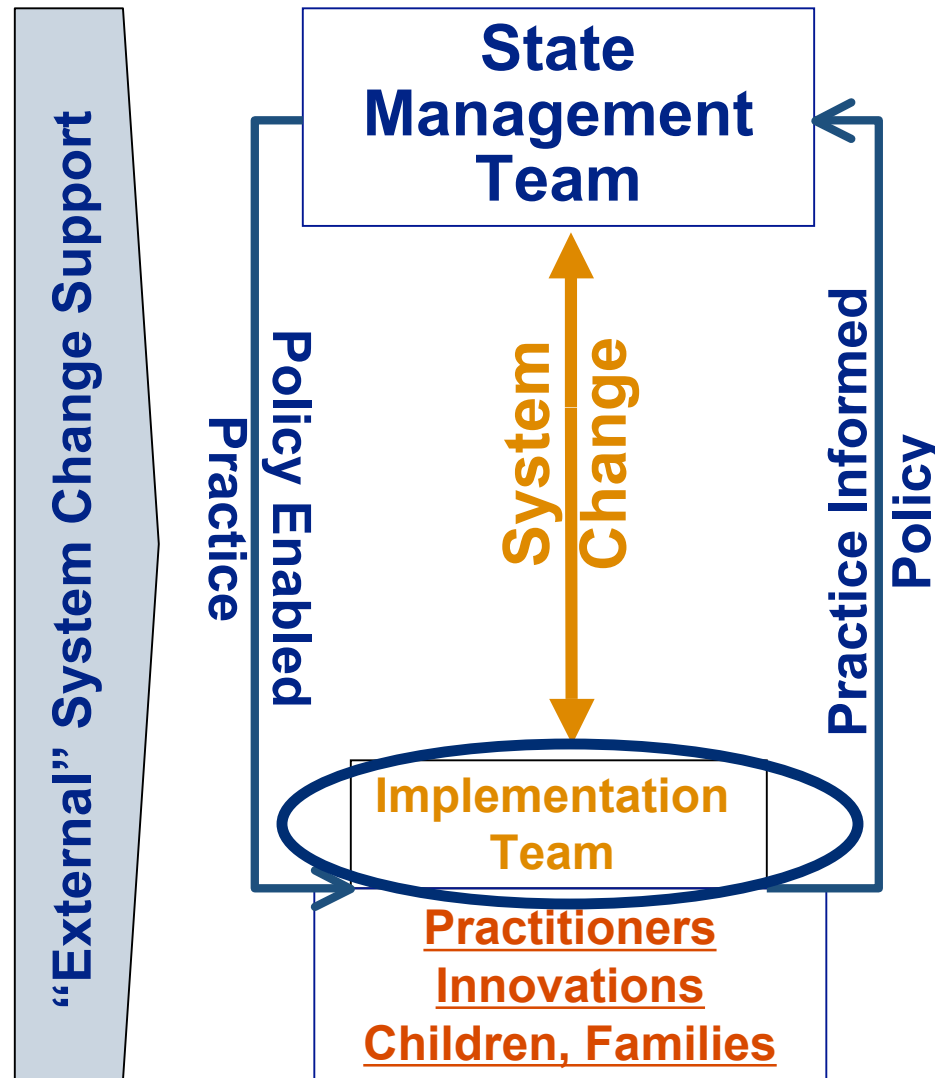 State
Management
Team
“External” System Change Support
Policy Enabled
Practice
System
Change
Practice Informed
Policy
Implementation
Team
Practitioners
Innovations
Children, Families